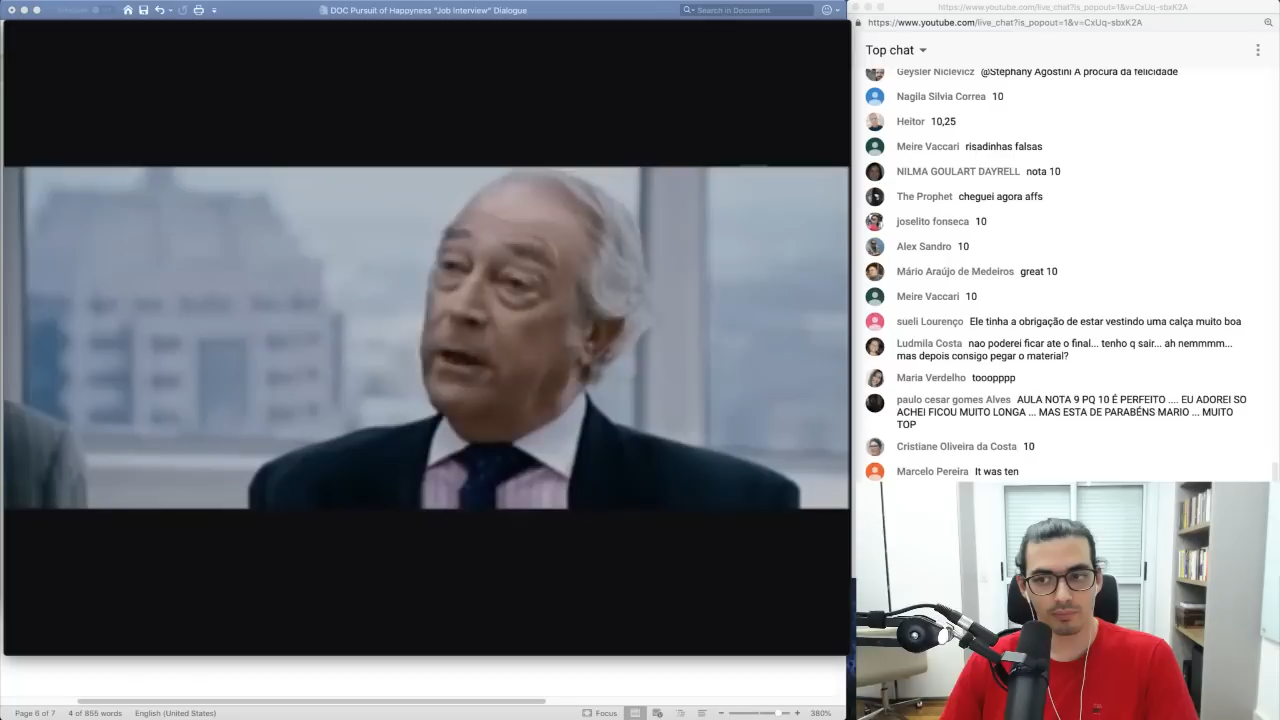 DOC Pursuit of Happyness "Job Interview" Dialogue
Search in Document
https://www.youtube.com/live_chat?is_popout=1&v=CxUq-sbxK2A
https://www.youtube.com/live_chat?is_popout=1&v=CxUq-sbxK2A
Top chat
Geysler Niclevicz @Stephany Agostini A procura da felicidade
Nagila Silvia Correa 10
Heitor 10,25
Meire Vaccari risadinhas falsas
NILMA GOULART DAYRELL nota 10
The Prophet cheguei agora affs
joselito fonseca 10
Alex Sandro 10
Mário Araújo de Medeiros great 10
Meire Vaccari 10
sueli Lourenço Ele tinha a obrigação de estar vestindo uma calça muito boa
Ludmila Costa nao poderei ficar ate o final... tenho q sair... ah nemmmm...
mas depois consigo pegar o material?
Maria Verdelho tooopppp
paulo cesar gomes Alves AULA NOTA 9 PQ 10 É PERFEITO .... EU ADOREI SO
ACHEI FICOU MUITO LONGA ... MAS ESTA DE PARABÉNS MARIO ... MUITO
TOP
Cristiane Oliveira da Costa 10
Marcelo Pereira It was ten
Page 6 of 7 4 of 855 words English (United States) Focus 380%